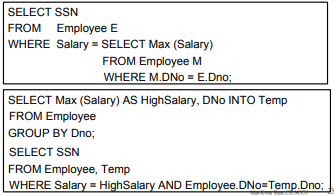 SELECT SSN
FROM Employee E
WHERE Salary = SELECT Max (Salary)
FROM Employee M
WHERE M.DNo = E.Dno;
SELECT Max (Salary) AS HighSalary, DNo INTO Temp
FROM Employee
GROUP BY Dno;
SELECT SSN
FROM Employee, Temp
WHERE Salary = HighSalary AND Employee.DNo=Temp.Dno;